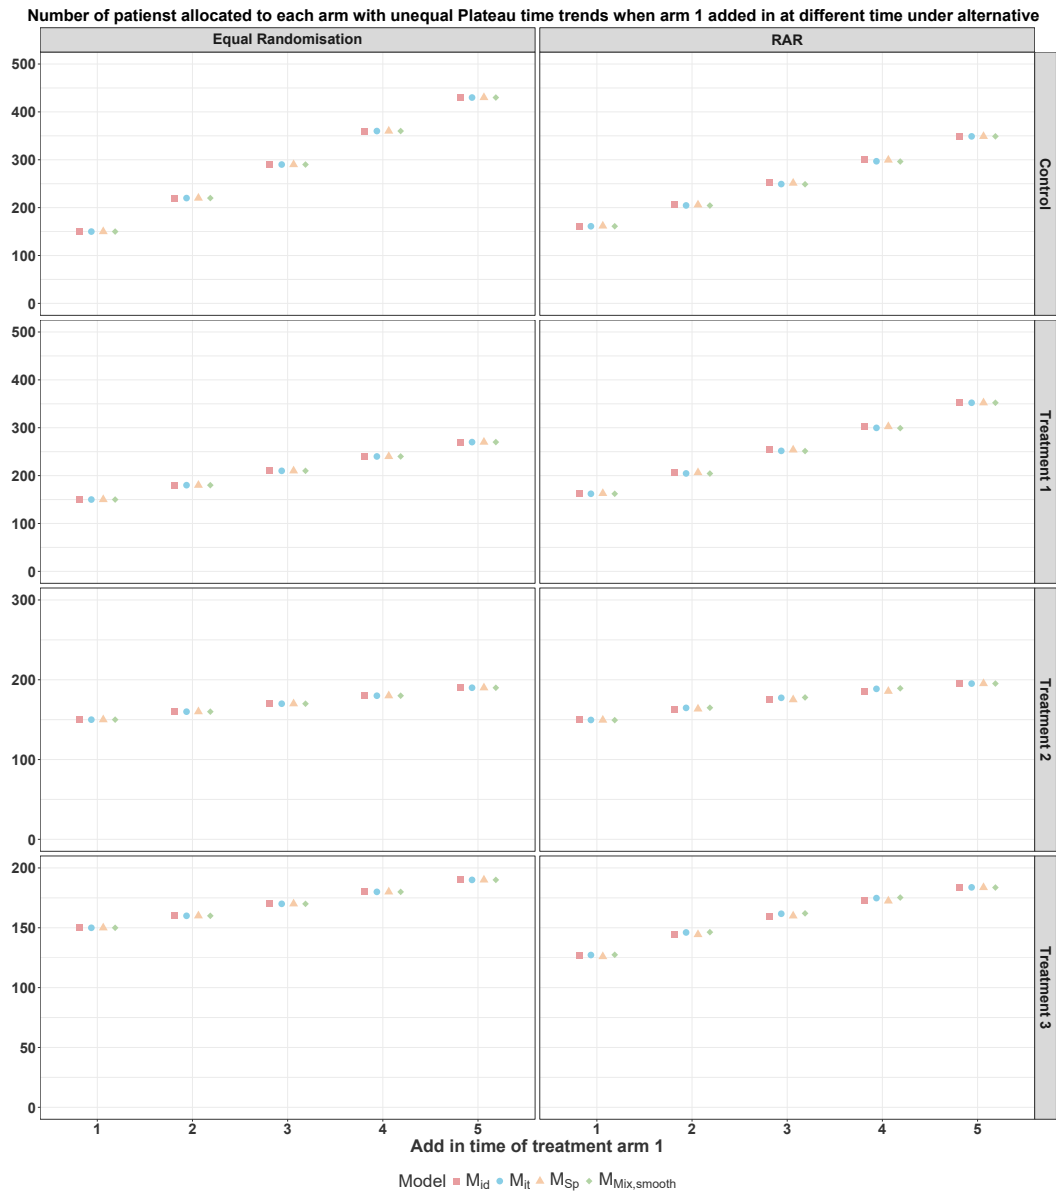 Number of patienst allocated to each arm with unequal Plateau time trends when arm 1 added in at different time under alternative
Equal Randomisation
RAR
500
400
300
200
100
0
Control
500
400
300
200
100
0
Treatment 1
300
200
100
0
Treatment 2
200
150
100
50
0
Treatment 3
1 2 3 4 5
1 2 3 4 5
Add in time of treatment arm 1
Model M_id M_it M_Sp M_Mix,smooth